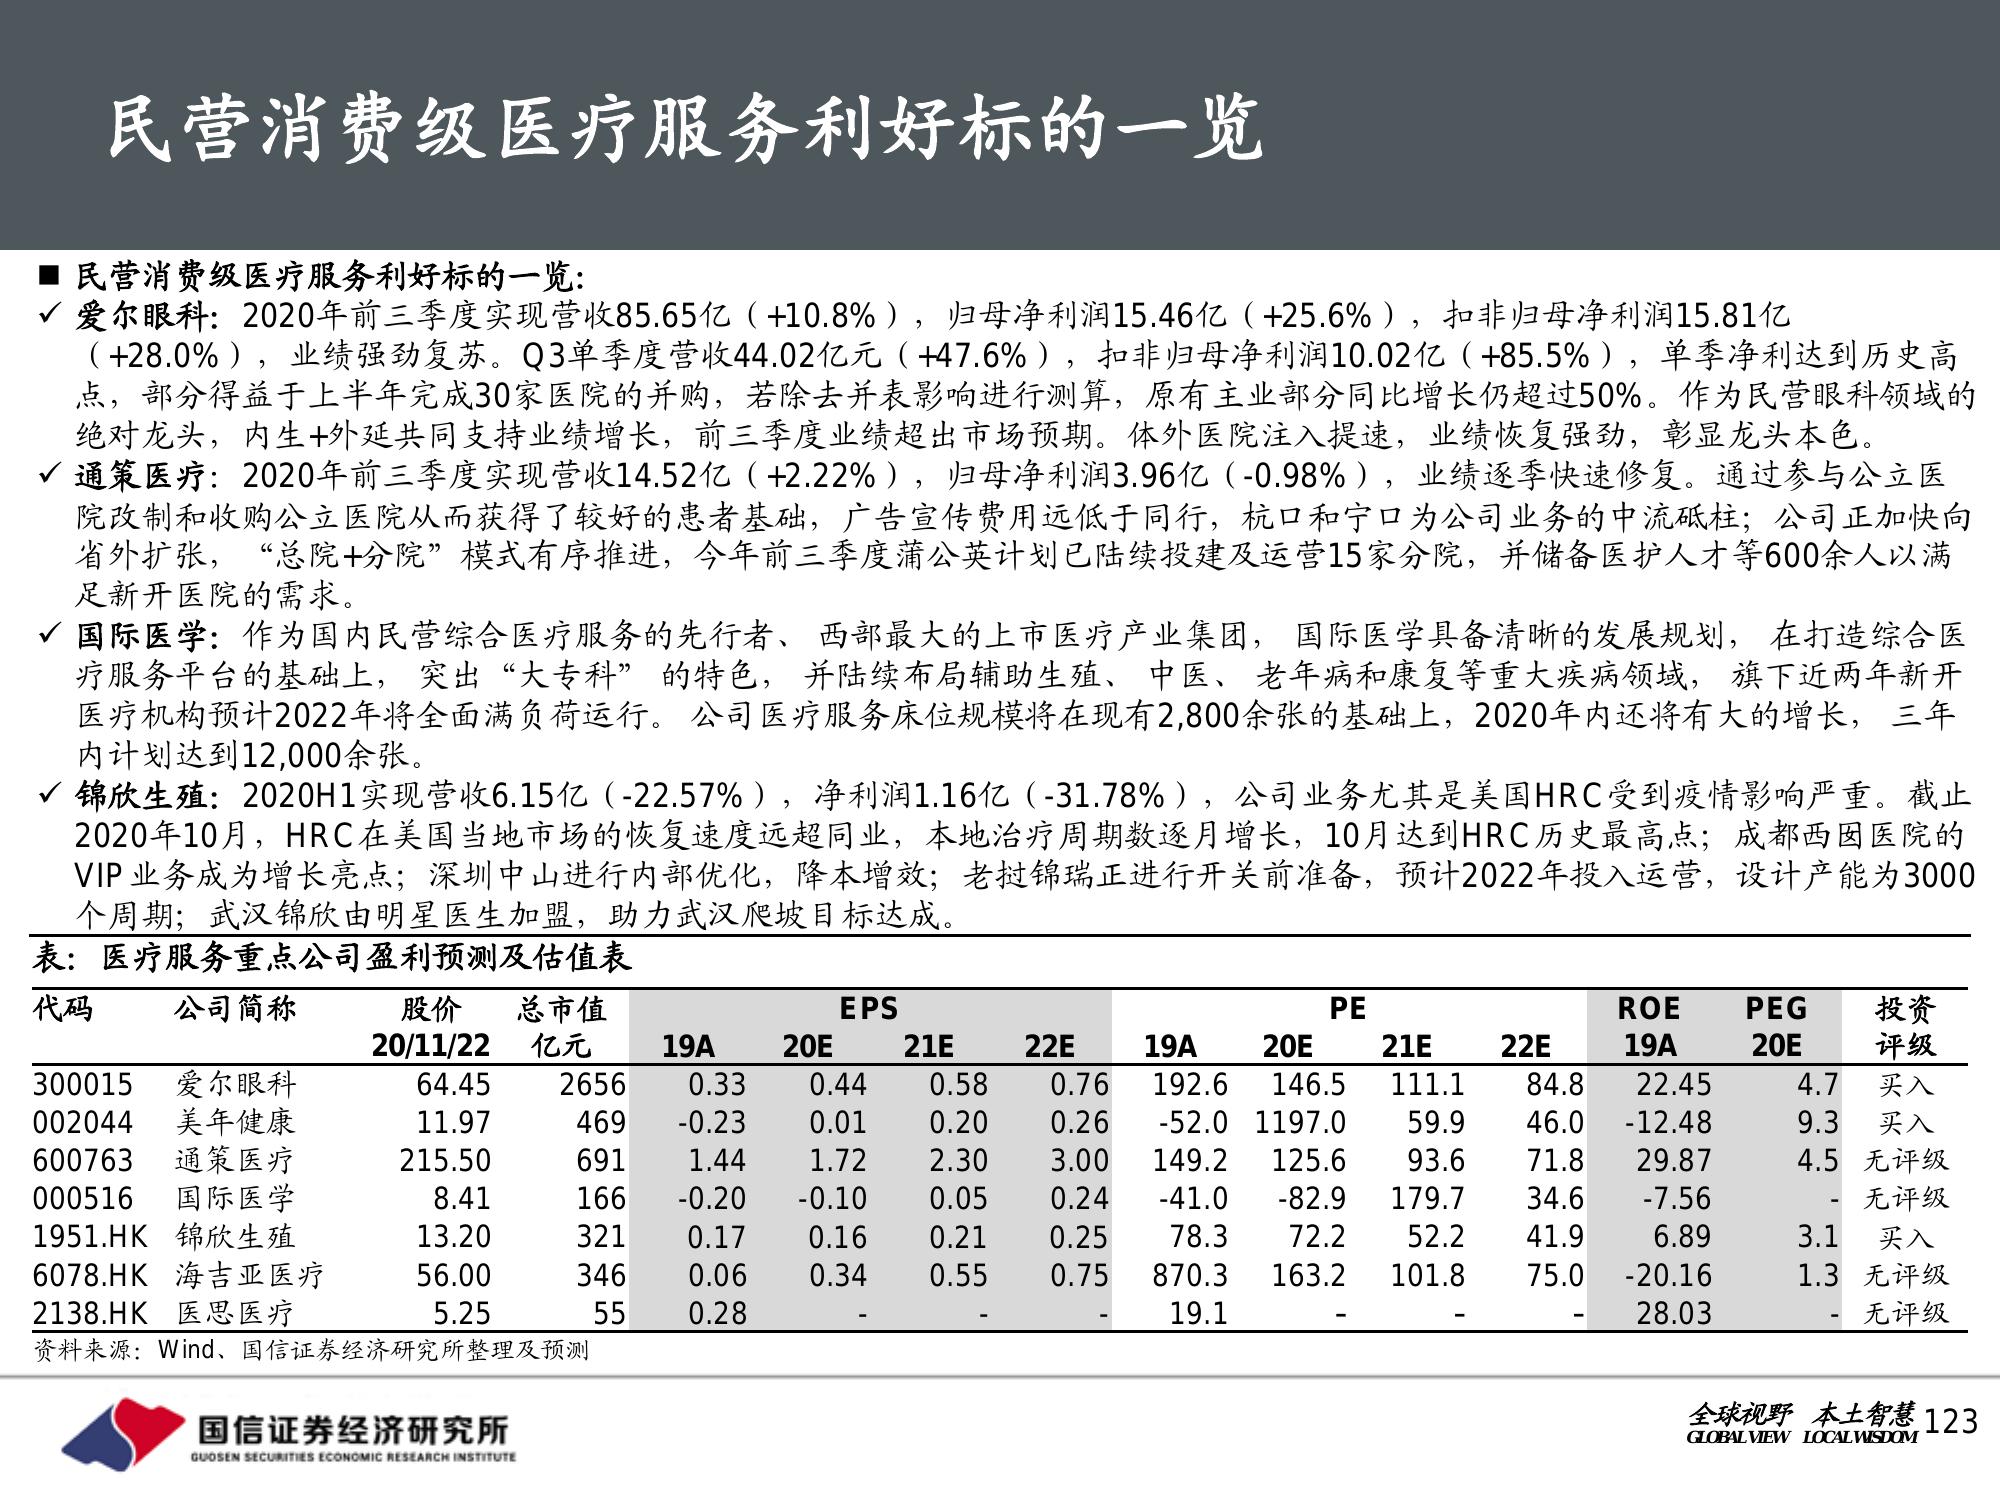 民营消费级医疗服务利好标的一览
■ 民营消费级医疗服务利好标的一览：
✓ 爱尔眼科：2020年前三季度实现营收85.65亿（+10.8%），归母净利润15.46亿（+25.6%），扣非归母净利润15.81亿
（+28.0%），业绩强劲复苏。Q3单季度营收44.02亿元（+47.6%），扣非归母净利润10.02亿（+85.5%），单季净利达到历史高
点，部分得益于上半年完成30家医院的并购，若除去并表影响进行测算，原有主业部分同比增长仍超过50%。作为民营眼科领域的
绝对龙头，内生+外延共同支持业绩增长，前三季度业绩超出市场预期。体外医院注入提速，业绩恢复强劲，彰显龙头本色。
✓ 通策医疗：2020年前三季度实现营收14.52亿（+2.22%），归母净利润3.96亿（-0.98%），业绩逐季快速修复。通过参与公立医
院改制和收购公立医院从而获得了较好的患者基础，广告宣传费用远低于同行，杭口和宁口为公司业务的中流砥柱；公司正加快向
省外扩张，“总院+分院”模式有序推进，今年前三季度蒲公英计划已陆续投建及运营15家分院，并储备医护人才等600余人以满
足新开医院的需求。
✓ 国际医学：作为国内民营综合医疗服务的先行者、 西部最大的上市医疗产业集团， 国际医学具备清晰的发展规划， 在打造综合医
疗服务平台的基础上， 突出“大专科” 的特色， 并陆续布局辅助生殖、 中医、 老年病和康复等重大疾病领域， 旗下近两年新开
医疗机构预计2022年将全面满负荷运行。 公司医疗服务床位规模将在现有2,800余张的基础上，2020年内还将有大的增长， 三年
内计划达到12,000余张。
✓ 锦欣生殖：2020H1实现营收6.15亿（-22.57%），净利润1.16亿（-31.78%），公司业务尤其是美国HRC受到疫情影响严重。截止
2020年10月，HRC在美国当地市场的恢复速度远超同业，本地治疗周期数逐月增长，10月达到HRC历史最高点；成都西囡医院的
VIP业务成为增长亮点；深圳中山进行内部优化，降本增效；老挝锦瑞正进行开关前准备，预计2022年投入运营，设计产能为3000
个周期；武汉锦欣由明星医生加盟，助力武汉爬坡目标达成。
表：医疗服务重点公司盈利预测及估值表
代码 公司简称 股价 总市值 EPS PE ROE PEG 投资
20/11/22 亿元 19A 20E 21E 22E 19A 20E 21E 22E 19A 20E 评级
300015 爱尔眼科 64.45 2656 0.33 0.44 0.58 0.76 192.6 146.5 111.1 84.8 22.45 4.7 买入
002044 美年健康 11.97 469 -0.23 0.01 0.20 0.26 -52.0 1197.0 59.9 46.0 -12.48 9.3 买入
600763 通策医疗 215.50 691 1.44 1.72 2.30 3.00 149.2 125.6 93.6 71.8 29.87 4.5 无评级
000516 国际医学 8.41 166 -0.20 -0.10 0.05 0.24 -41.0 -82.9 179.7 34.6 -7.56 - 无评级
1951.HK 锦欣生殖 13.20 321 0.17 0.16 0.21 0.25 78.3 72.2 52.2 41.9 6.89 3.1 买入
6078.HK 海吉亚医疗 56.00 346 0.06 0.34 0.55 0.75 870.3 163.2 101.8 75.0 -20.16 1.3 无评级
2138.HK 医思医疗 5.25 55 0.28 - - - 19.1 - - - 28.03 - 无评级
资料来源：Wind、国信证券经济研究所整理及预测
国信证券经济研究所
GUOSEN SECURITIES ECONOMIC RESEARCH INSTITUTE
全球视野 本土智慧
GLOBAL VIEW LOCAL WISDOM
123